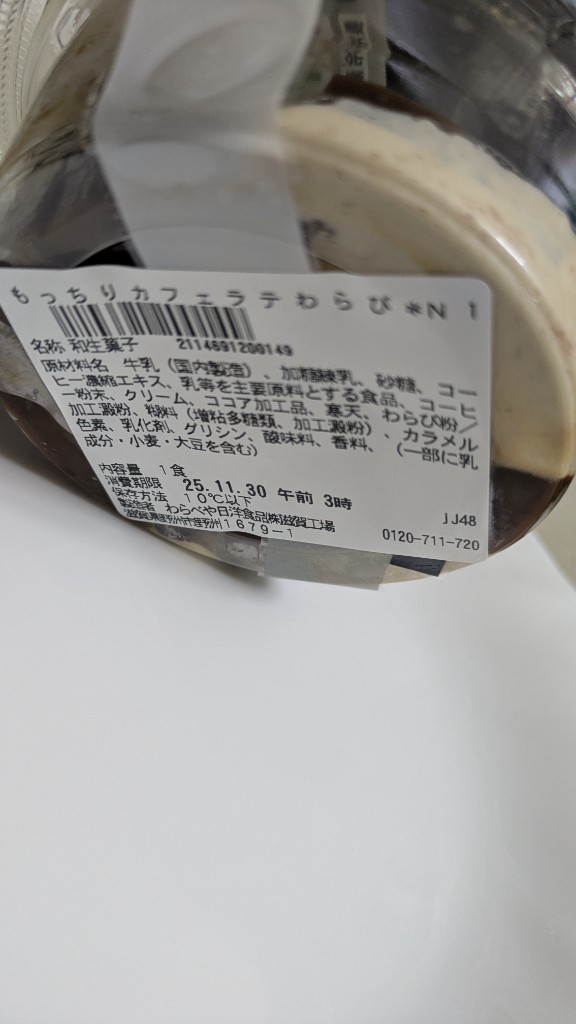 もっちりカフェラテわらび*N 1
名称 和生菓子 2114691200149
原材料名 牛乳(国内製造)、加糖練乳、砂糖、コー
ヒー濃縮エキス、乳等を主要原料とする食品、コーヒ
ー粉末、クリーム、ココア加工品、寒天、わらび粉/
加工澱粉、糊料(増粘多糖類、加工澱粉)、カラメル
色素、乳化剤、グリシン、酸味料、香料、(一部に乳
成分・小麦・大豆を含む)
内容量 1食
消費期限 25.11.30 午前 3時
保存方法 10℃以下
製造者 わらべや日洋食品(株)滋賀工場
1679-1
JJ48
0120-711-720